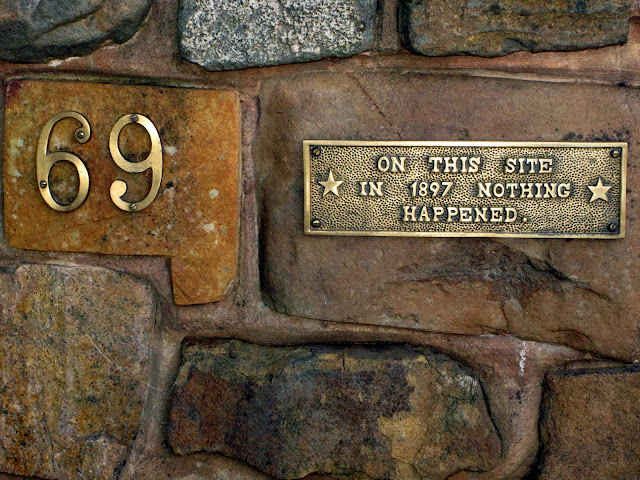 69
ON THIS SITE
IN 1897 NOTHING
HAPPENED.